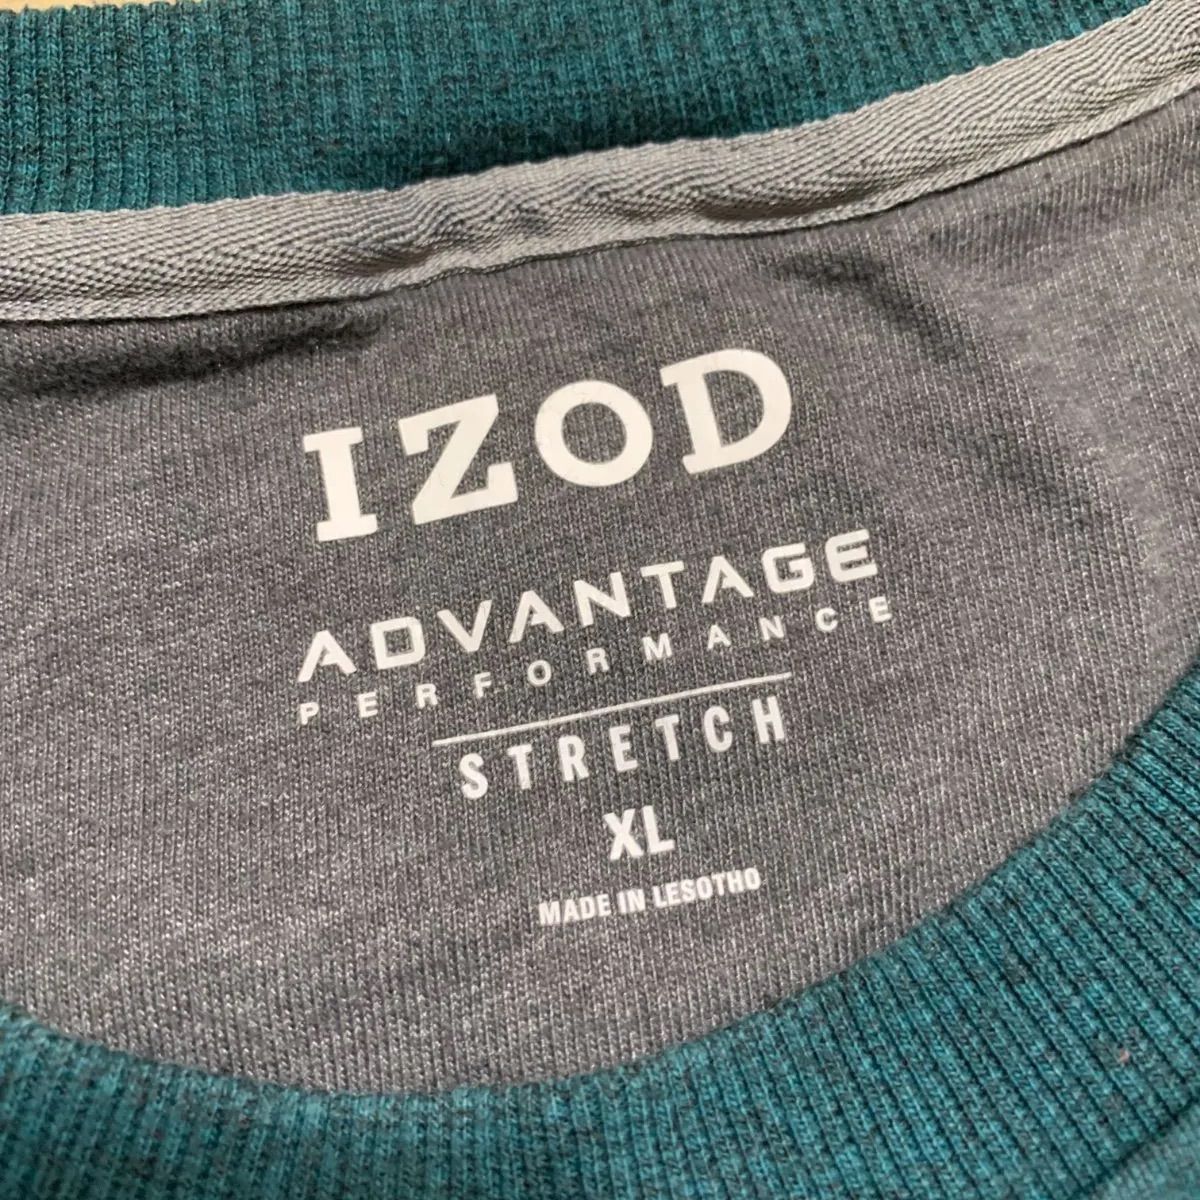 IZOD
ADVANTAGE
PERFORMANCE
STRETCH
XL
MADE IN LESOTHO